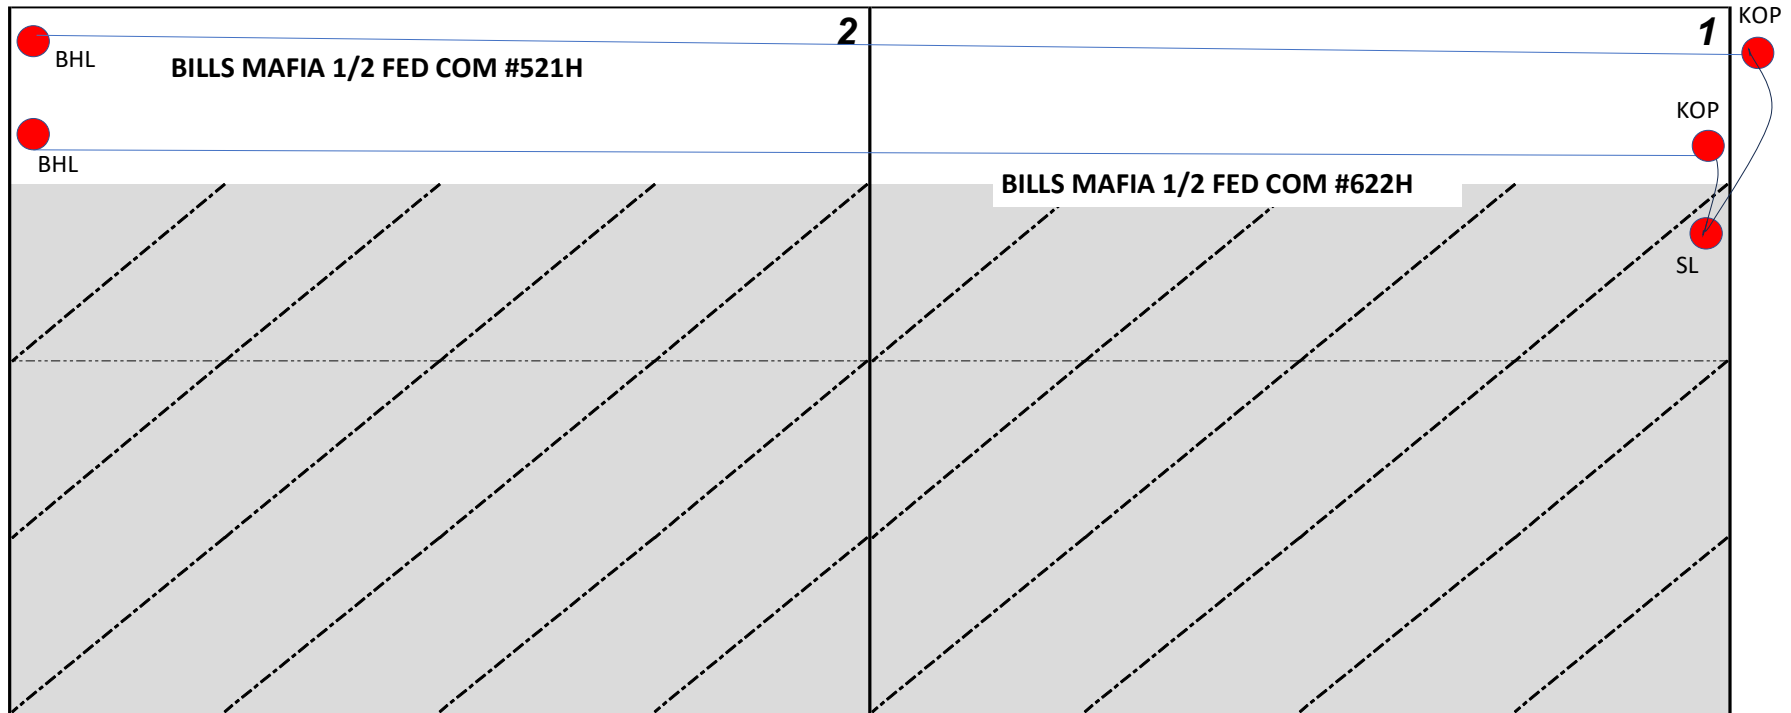 2
1
KOP
BHL
BILLS MAFIA 1/2 FED COM #521H
KOP
BHL
BILLS MAFIA 1/2 FED COM #622H
SL